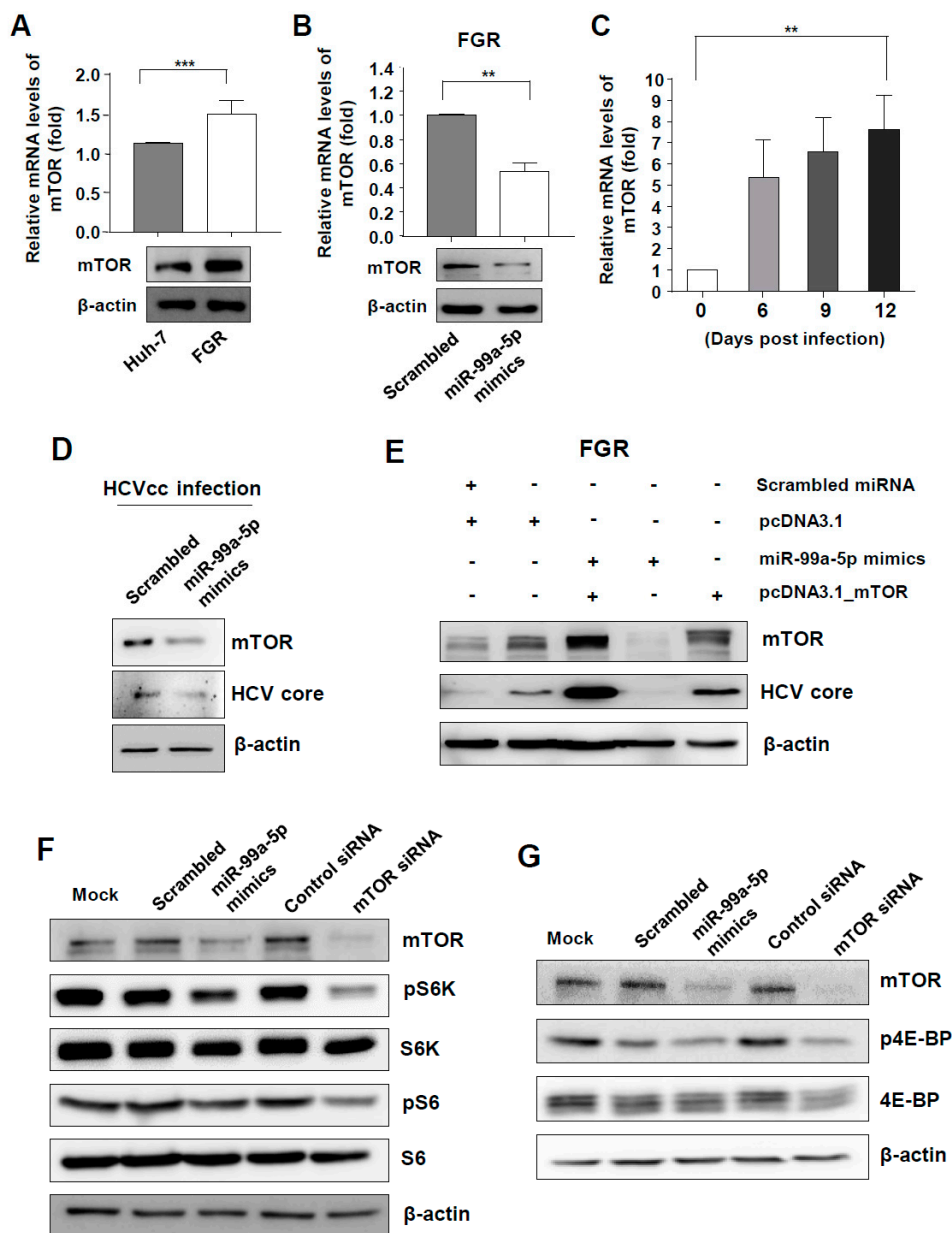 A
Relative mRNA levels of
mTOR (fold)
2.0
1.5
1.0
0.5
0.0
***
mTOR
β-actin
Huh-7
FGR
B
FGR
Relative mRNA levels of
mTOR (fold)
1.4
1.2
1.0
0.8
0.6
0.4
0.2
0.0
**
mTOR
β-actin
Scrambled
miR-99a-5p
mimics
C
Relative mRNA levels of
mTOR (fold)
10
9
8
7
6
5
4
3
2
1
0
**
0 6 9 12
(Days post infection)
D
HCVcc infection
Scrambled
miR-99a-5p
mimics
mTOR
HCV core
β-actin
E
FGR
+ - - - - Scrambled miRNA
+ + - - - pcDNA3.1
- - + + - miR-99a-5p mimics
- - + - + pcDNA3.1_mTOR
mTOR
HCV core
β-actin
F
Mock
Scrambled
miR-99a-5p
mimics
Control siRNA
mTOR siRNA
mTOR
pS6K
S6K
pS6
S6
β-actin
G
Mock
Scrambled
miR-99a-5p
mimics
Control siRNA
mTOR siRNA
mTOR
p4E-BP
4E-BP
β-actin